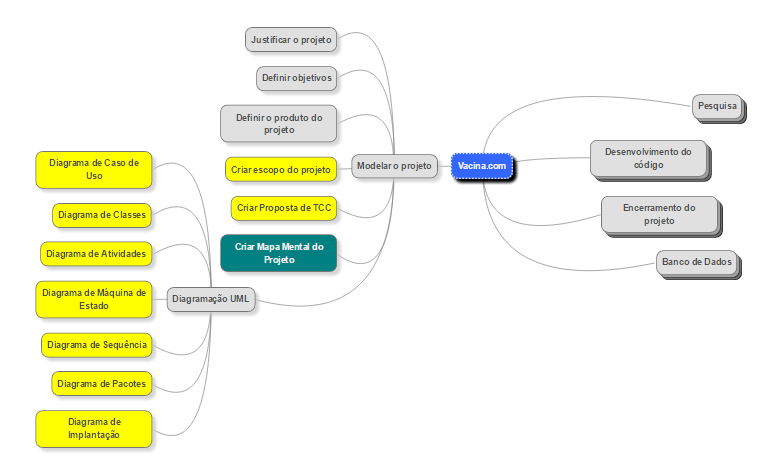 Justificar o projeto
Definir objetivos
Definir o produto do
projeto
Criar escopo do projeto
Criar Proposta de TCC
Criar Mapa Mental do
Projeto
Modelar o projeto
Vacina.com
Pesquisa
Desenvolvimento do
código
Encerramento do
projeto
Banco de Dados
Diagramação UML
Diagrama de Caso de
Uso
Diagrama de Classes
Diagrama de Atividades
Diagrama de Máquina de
Estado
Diagrama de Sequência
Diagrama de Pacotes
Diagrama de
Implantação